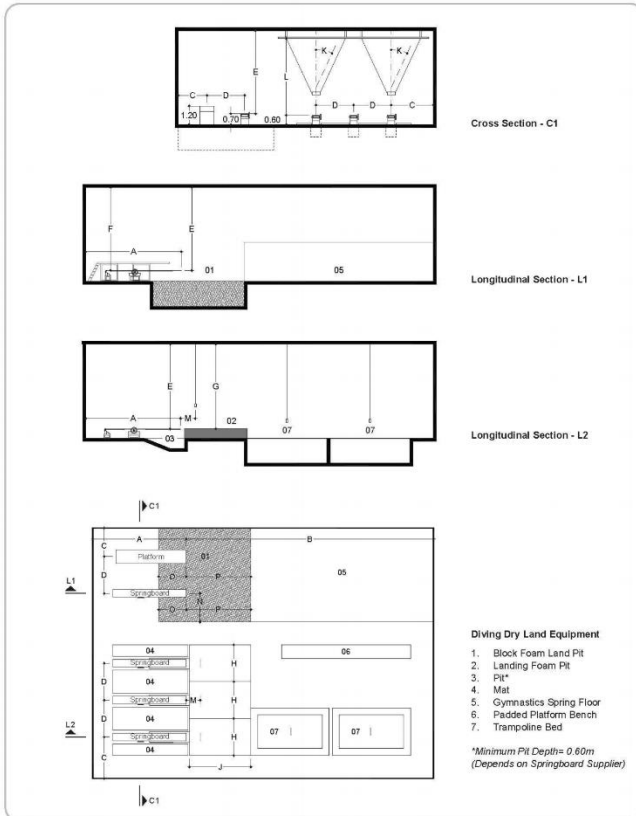 K K
E
L
C D
D D C
1.20 0.70 0.60
Cross Section - C1
F E
A
01 05
Longitudinal Section - L1
E G
A M
02
03 07 07
Longitudinal Section - L2
C1
A B
C
Platform 01
D O P 05
L1
Springboard N
O P
04 06
Springboard H
D 04
Springboard M H
D 04
L2
Springboard H 07 07
04
C
J
C1
Diving Dry Land Equipment
1. Block Foam Land Pit
2. Landing Foam Pit
3. Pit*
4. Mat
5. Gymnastics Spring Floor
6. Padded Platform Bench
7. Trampoline Bed
*Minimum Pit Depth= 0.60m
(Depends on Springboard Supplier)